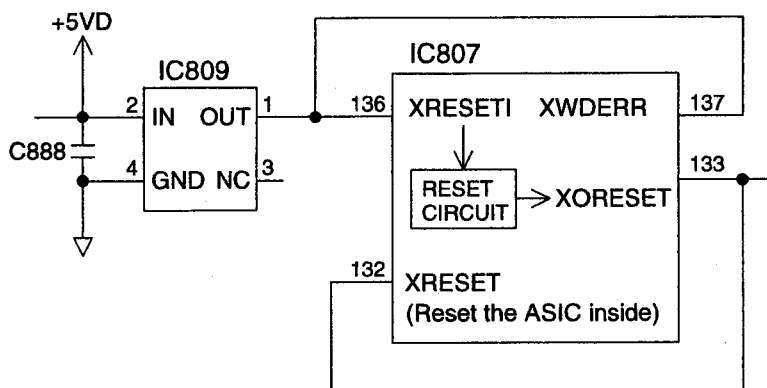 +5VD
IC809
IC807
2
IN
OUT
1
136
XRESETI
XWDERR
137
C888
4
GND
NC
3
133
RESET
CIRCUIT
XORESET
132
XRESET
(Reset the ASIC inside)